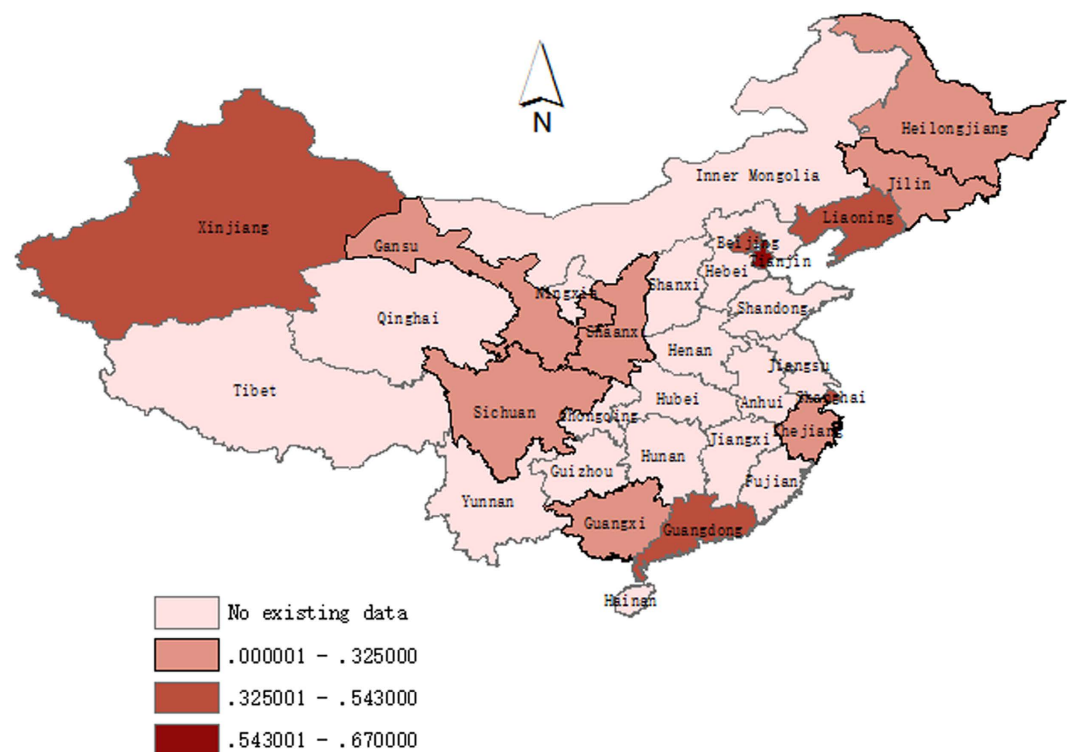 N
Heilongjiang
Inner Mongolia
Jilin
Liaoning
Xinjiang
Gansu
Beijing
Tianjin
Hebei
Shanxi
Ningxia
Shandong
Qinghai
Shaanx
Henan
Jiangsu
Tibet
Shanghai
Hubei
Anhui
Sichuan
Chongqing
Zhejiang
Jiangxi
Hunan
Guizhou
Fujian
Yunnan
Guangxi
Guangdong
Hainan
No existing data
.000001 - .325000
.325001 - .543000
.543001 - .670000